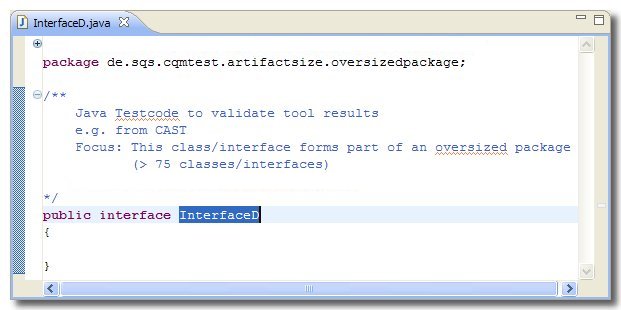 InterfaceD.java
package de.sqs.cqmtest.artifactsize.oversizedpackage;
/**
Java Testcode to validate tool results
e.g. from CAST
Focus: This class/interface forms part of an oversized package
(> 75 classes/interfaces)
*/
public interface InterfaceD
{
}